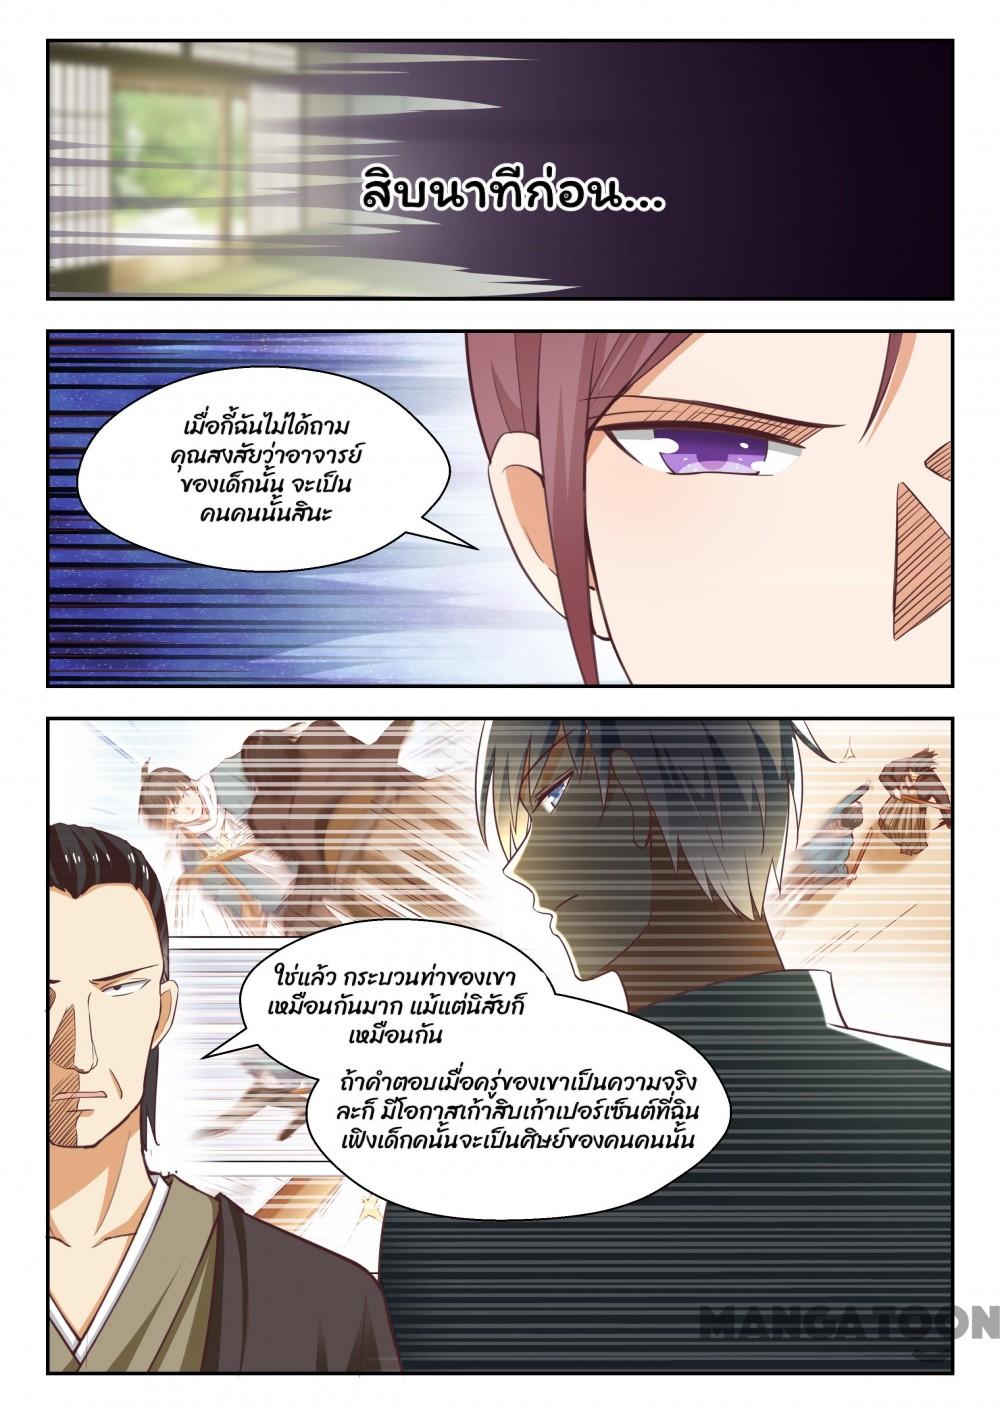 สิบนาทีก่อน...
เมื่อกี้ฉันไม่ได้ถาม
คุณสงสัยว่าอาจารย์
ของเด็กนั้น จะเป็น
คนคนนั้นสินะ
ใช่แล้ว กระบวนท่าของเขา
เหมือนกันมาก แม้แต่นิสัยก็
เหมือนกัน
ถ้าคำตอบเมื่อครู่ของเขาเป็นความจริง
ละก็ มีโอกาสเก้าสิบเก้าเปอร์เซ็นต์ที่ฉิน
เฟิงเด็กคนั้นจะเป็นศิษย์ของคนคนนั้น
MANGATOON